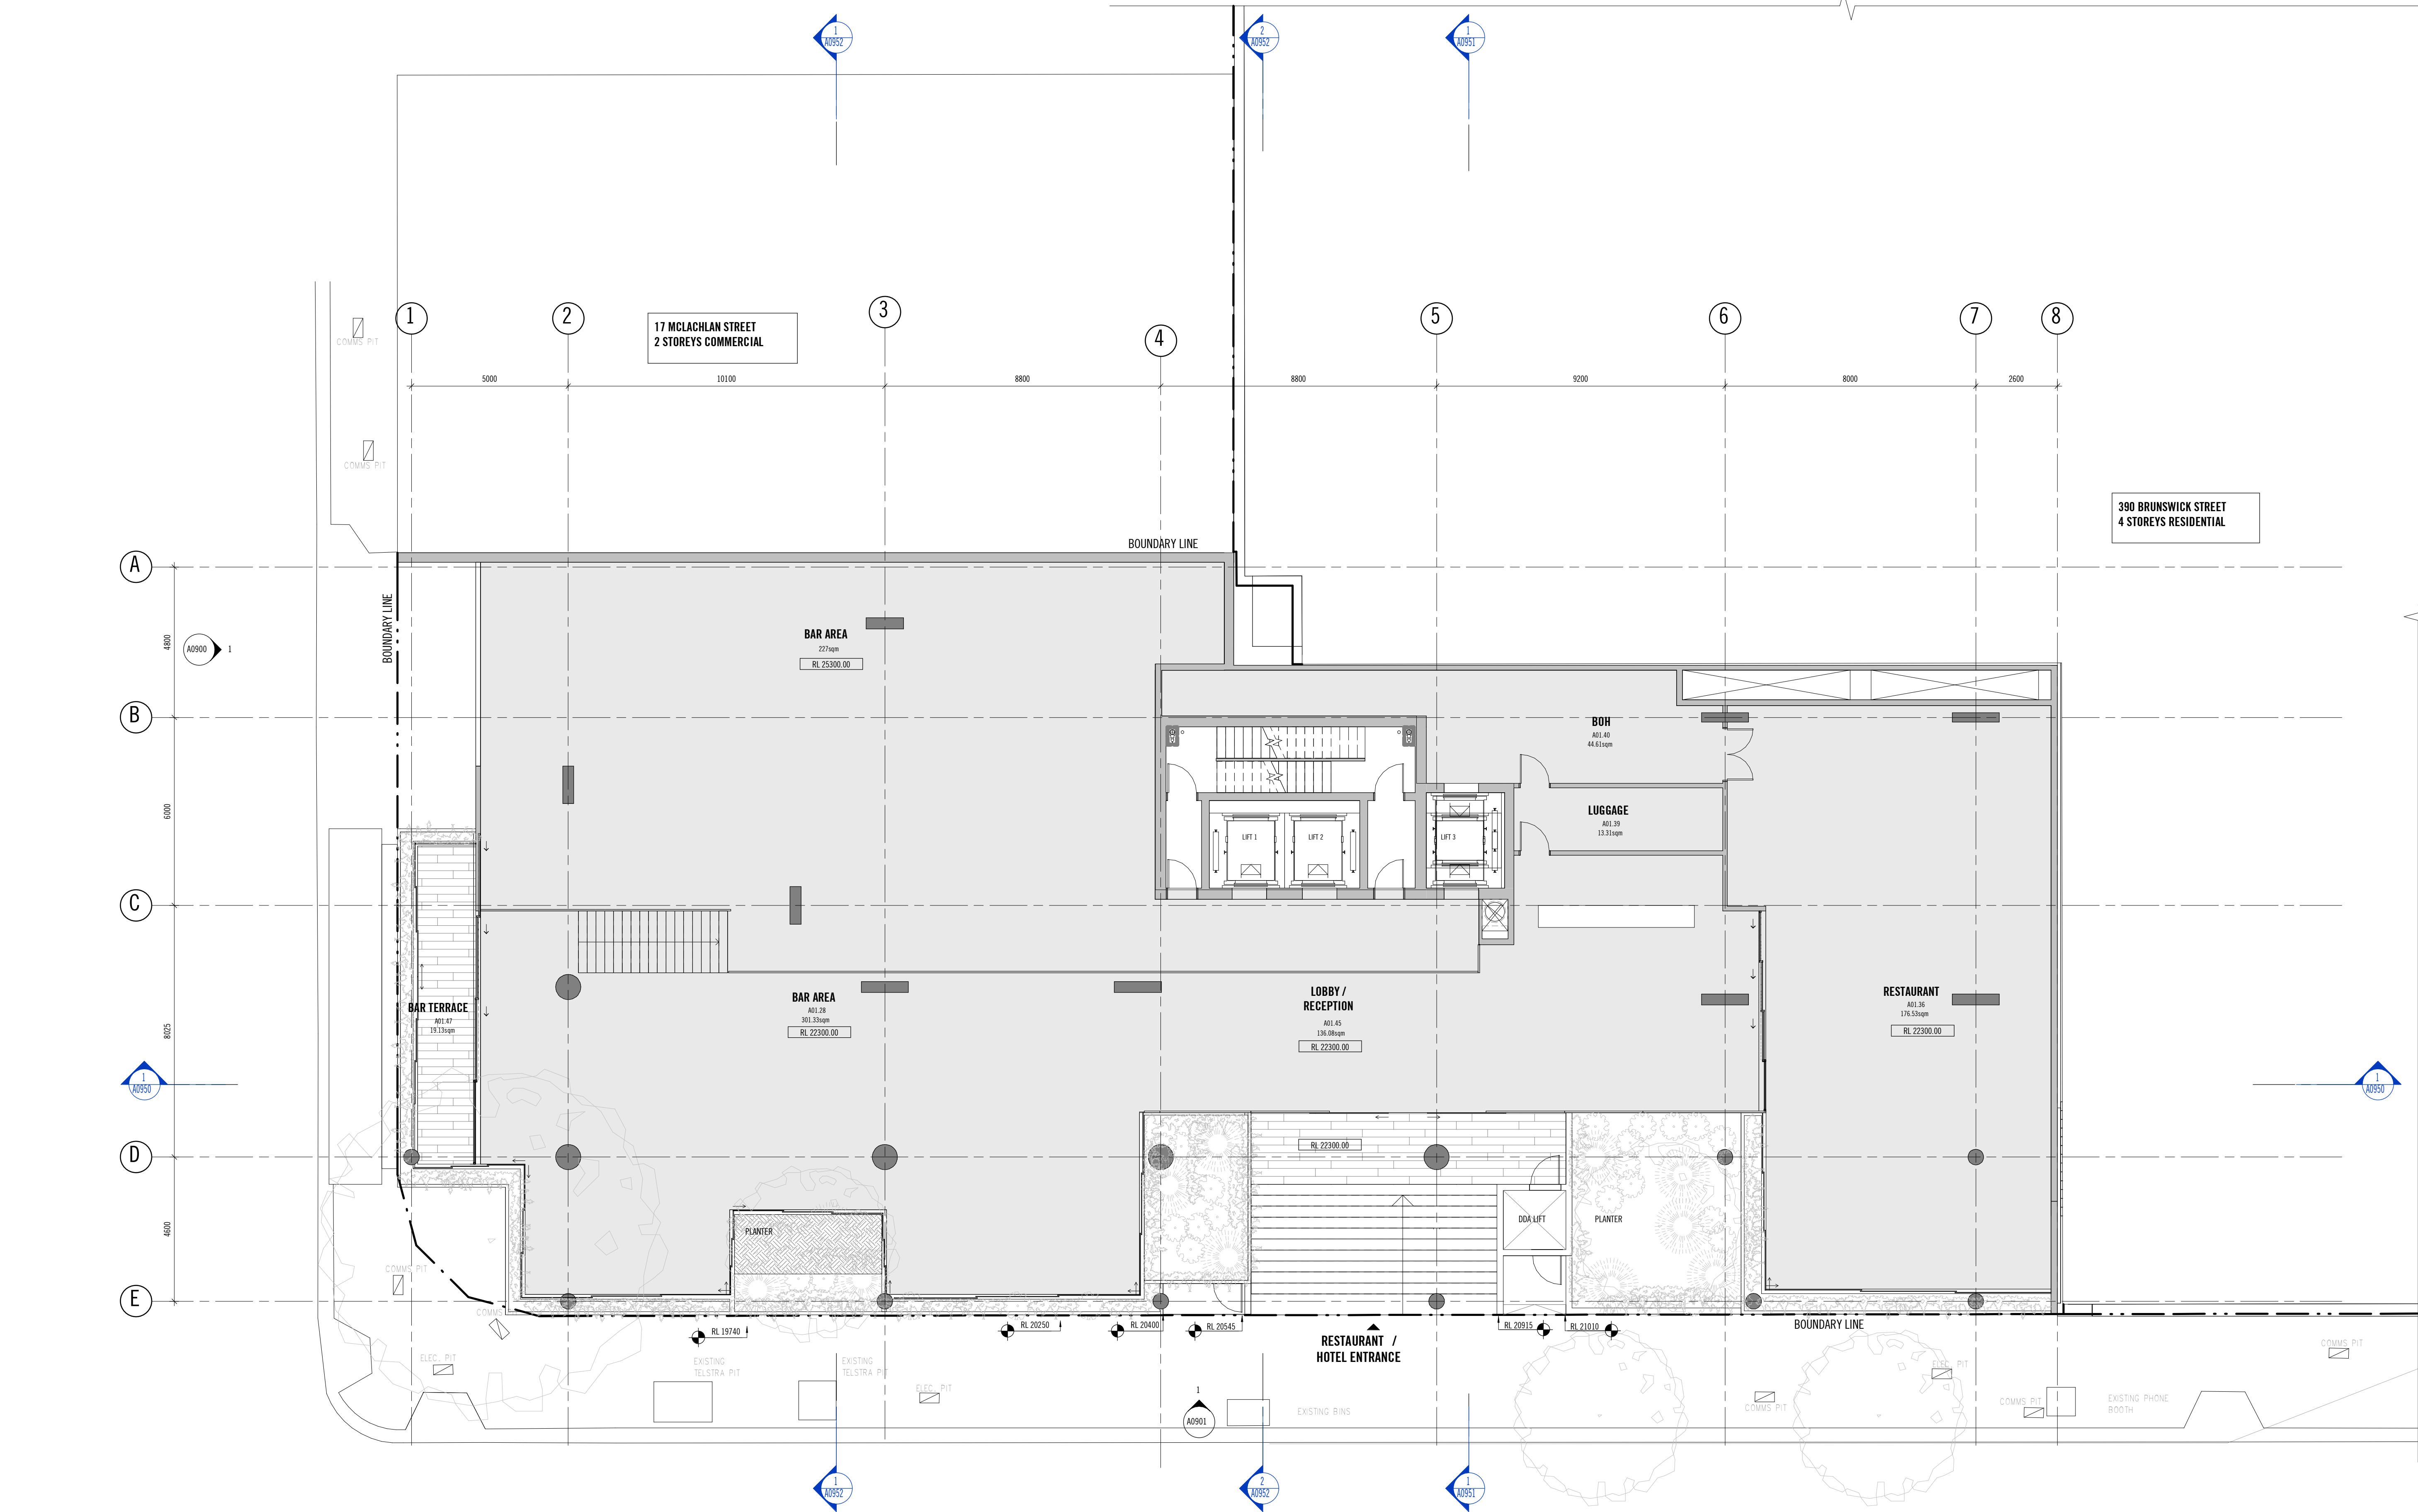 1
A0952
2
A0952
1
A0951
1
2
3
4
5
6
7
8
17 MCLACHLAN STREET
2 STOREYS COMMERCIAL
COMMS PIT
COMMS PIT
5000
10100
8800
8800
9200
8000
2600
390 BRUNSWICK STREET
4 STOREYS RESIDENTIAL
BOUNDARY LINE
A
BOUNDARY LINE
4800
A0900
1
BAR AREA
227sqm
RL 25300.00
B
BOH
A01.40
44.61sqm
6000
LUGGAGE
A01.39
13.31sqm
LIFT 1
LIFT 2
LIFT 3
C
8025
BAR TERRACE
A01.47
19.13sqm
BAR AREA
A01.28
301.33sqm
RL 22300.00
LOBBY /
RECEPTION
A01.45
136.08sqm
RL 22300.00
RESTAURANT
A01.36
176.53sqm
RL 22300.00
1
A0950
1
A0950
D
RL 22300.00
4600
PLANTER
DDA LIFT
PLANTER
COMMS PIT
E
COMMS
RL 19740
RL 20250
RL 20400
RL 20545
RL 20915
RL 21010
BOUNDARY LINE
RESTAURANT /
HOTEL ENTRANCE
ELEC. PIT
EXISTING
TELSTRA PIT
EXISTING
TELSTRA PIT
ELEC. PIT
ELEC. PIT
COMMS PIT
1
A0901
EXISTING BINS
COMMS PIT
COMMS PIT
EXISTING PHONE
BOOTH
1
A0952
2
A0952
1
A0951